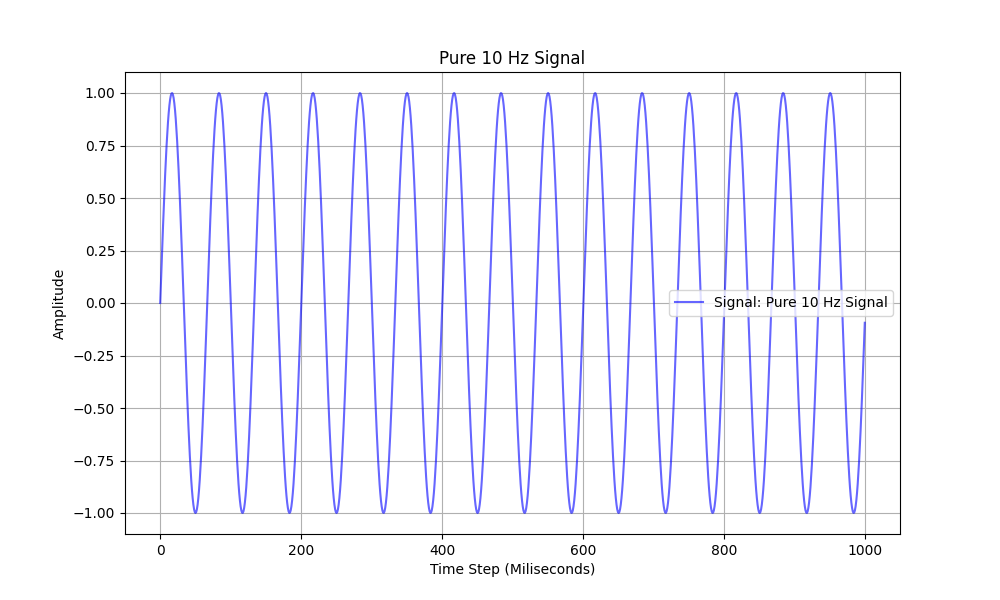 Pure 10 Hz Signal
1.00
0.75
0.50
0.25
0.00
−0.25
−0.50
−0.75
−1.00
Amplitude
Signal: Pure 10 Hz Signal
0 200 400 600 800 1000
Time Step (Miliseconds)